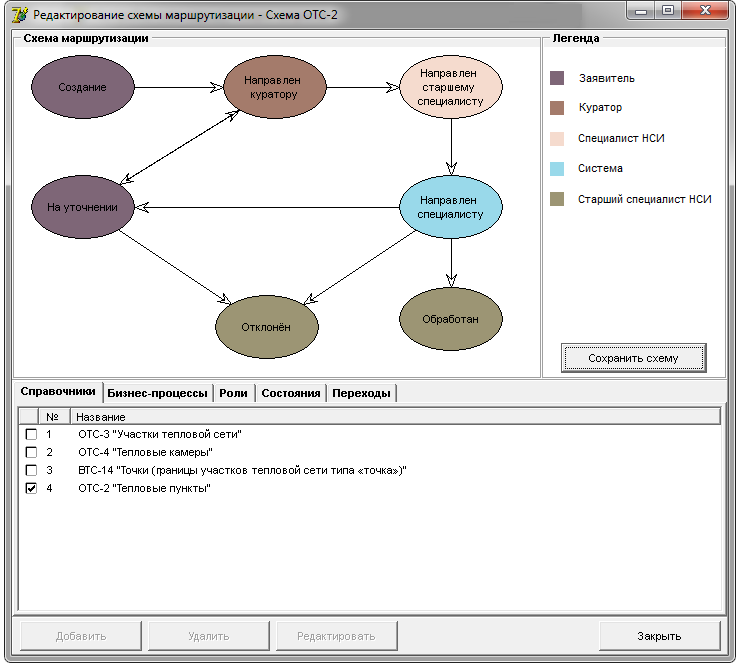 Редактирование схемы маршрутизации - Схема ОТС-2
Схема маршрутизации
Создание
Направлен
куратору
Направлен
старшему
специалисту
На уточнении
Направлен
специалисту
Отклонён
Обработан
Легенда
Заявитель
Куратор
Специалист НСИ
Система
Старший специалист НСИ
Сохранить схему
Справочники Бизнес-процессы Роли Состояния Переходы
№ Название
1 ОТС-3 "Участки тепловой сети"
2 ОТС-4 "Тепловые камеры"
3 ВТС-14 "Точки (границы участков тепловой сети типа «точка»)"
4 ОТС-2 "Тепловые пункты"
Добавить Удалить Редактировать Закрыть